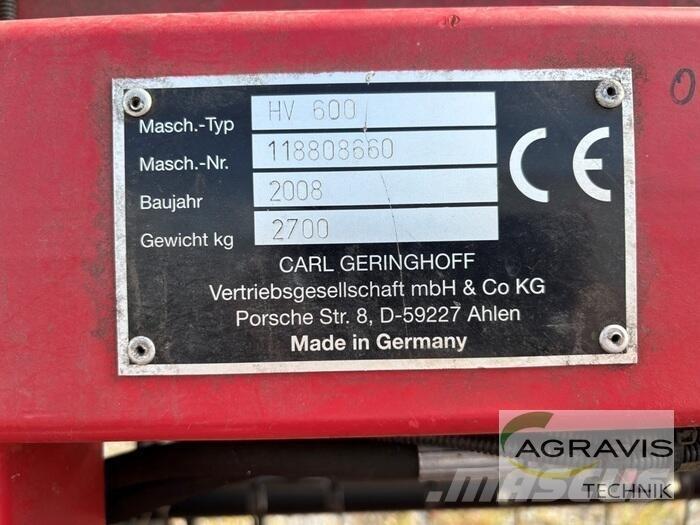 Masch.-Typ HV 600
Masch.-Nr. 118808660
Baujahr 2008
Gewicht kg 2700
CE
CARL GERINGHOFF
Vertriebsgesellschaft mbH & Co KG
Porsche Str. 8, D-59227 Ahlen
Made in Germany
AGRAVIS
TECHNIK